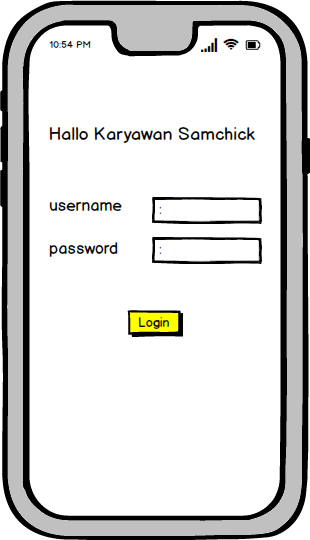 10:54 PM
Hallo Karyawan Samchick
username :
password :
Login